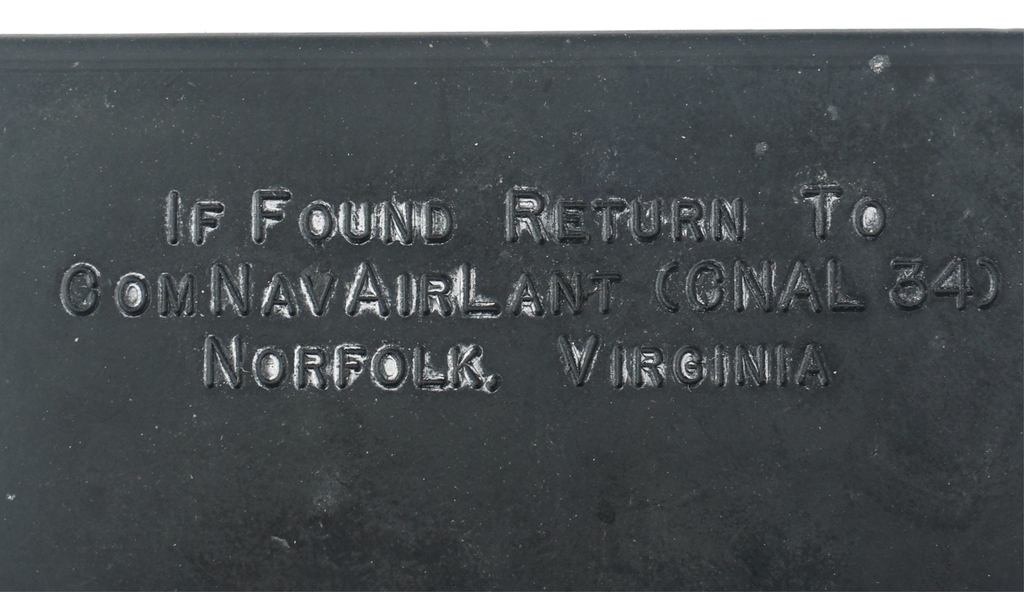 If Found Return To
ComNavAirLant (CNAL 34)
Norfolk, Virginia